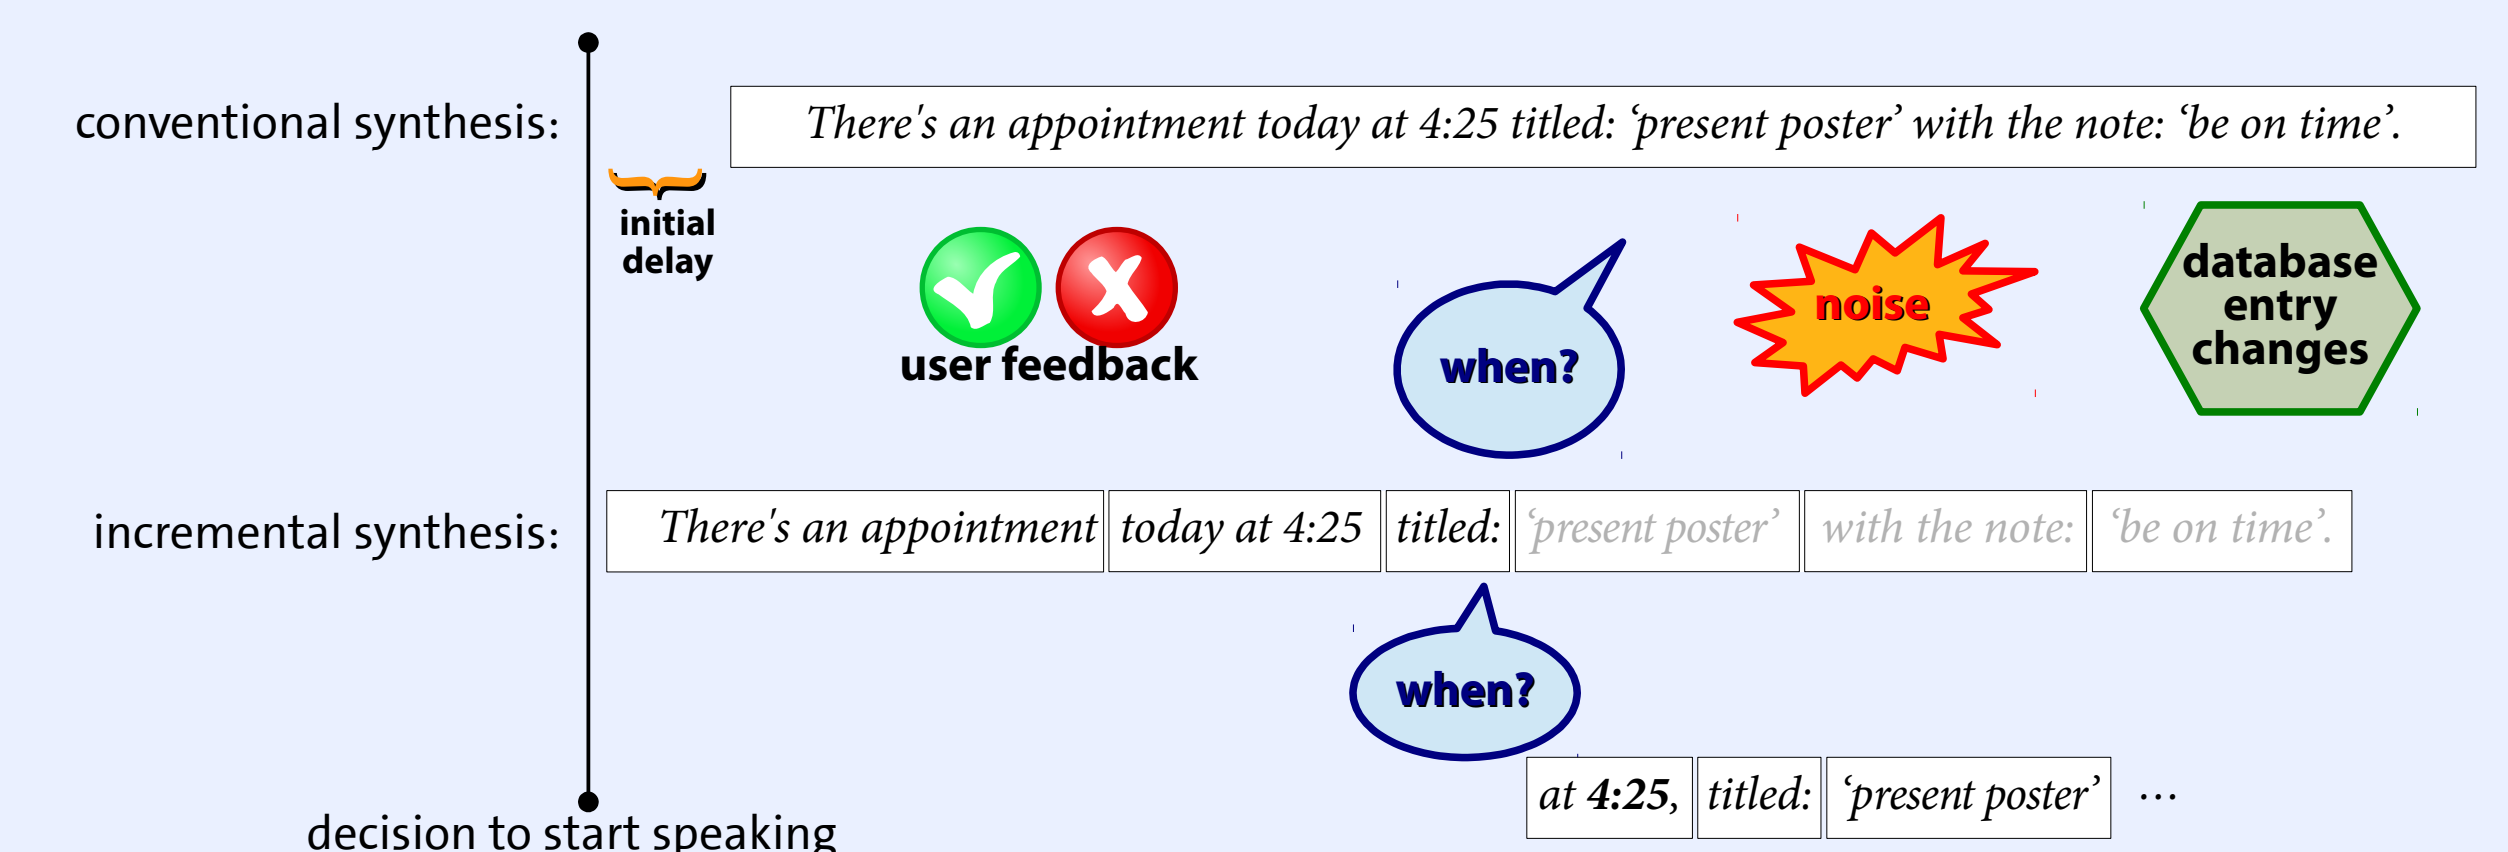 conventional synthesis:
There's an appointment today at 4:25 titled: ‘present poster’ with the note: ‘be on time’.
initial
delay
user feedback
when?
noise
database
entry
changes
incremental synthesis:
There's an appointment today at 4:25 titled: ‘present poster’ with the note: ‘be on time’.
when?
at 4:25, titled: ‘present poster’ ...
decision to start speaking